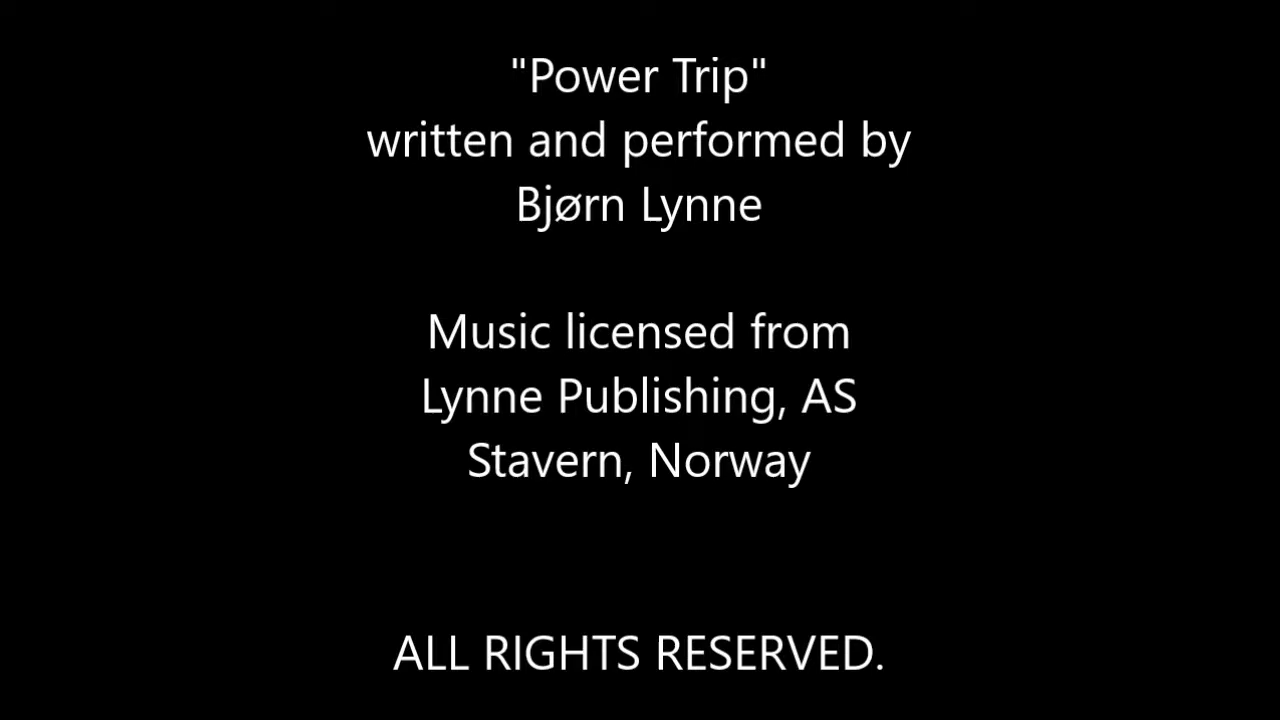 "Power Trip"
written and performed by
Bjørn Lynne
Music licensed from
Lynne Publishing, AS
Stavern, Norway
ALL RIGHTS RESERVED.